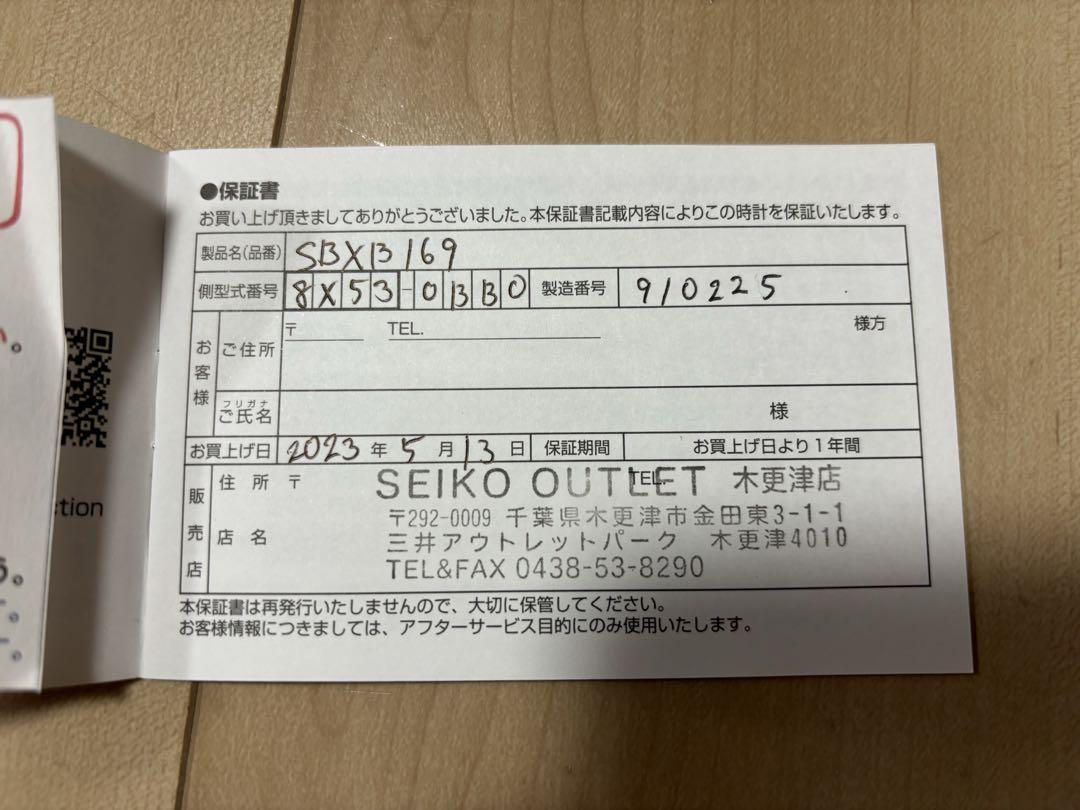 ●保証書
お買い上げ頂きましてありがとうございました。本保証書記載内容によりこの時計を保証いたします。
製品名(品番) SBXB169
側型式番号 8X53-0BB0 製造番号 910225
お客様 ご住所 〒 TEL. 様方
フリガナ
ご氏名 様
お買上げ日 2023年5月13日 保証期間 お買上げ日より1年間
販売店 住所 〒 TEL.
SEIKO OUTLET 木更津店
〒292-0009 千葉県木更津市金田東3-1-1
店名 三井アウトレットパーク 木更津4010
TEL&FAX 0438-53-8290
本保証書は再発行いたしませんので、大切に保管してください。
お客様情報につきましては、アフターサービス目的にのみ使用いたします。
ction